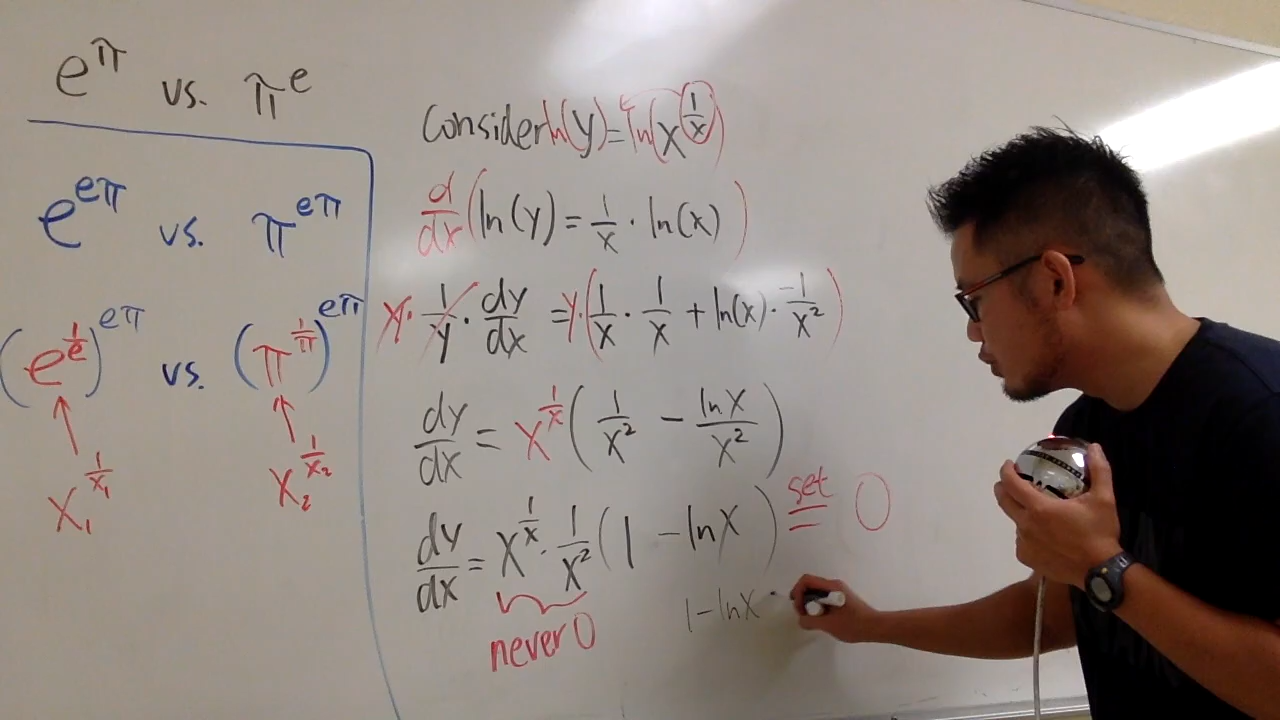 e^π vs. π^e
e^{eπ} vs. π^{eπ}
(e^{1/e})^{eπ} vs. (π^{1/π})^{eπ}
x₁^{1/x₁} x₂^{1/x₂}
Consider ln(y) = ln(x^{1/x})
d/dx (ln(y) = 1/x · ln(x))
y · 1/y · dy/dx = y · (1/x · 1/x + ln(x) · -1/x²)
dy/dx = x^{1/x} (1/x² - lnx/x²)
dy/dx = x^{1/x} · 1/x² (1 - lnx) set = 0
never 0
1 - lnx